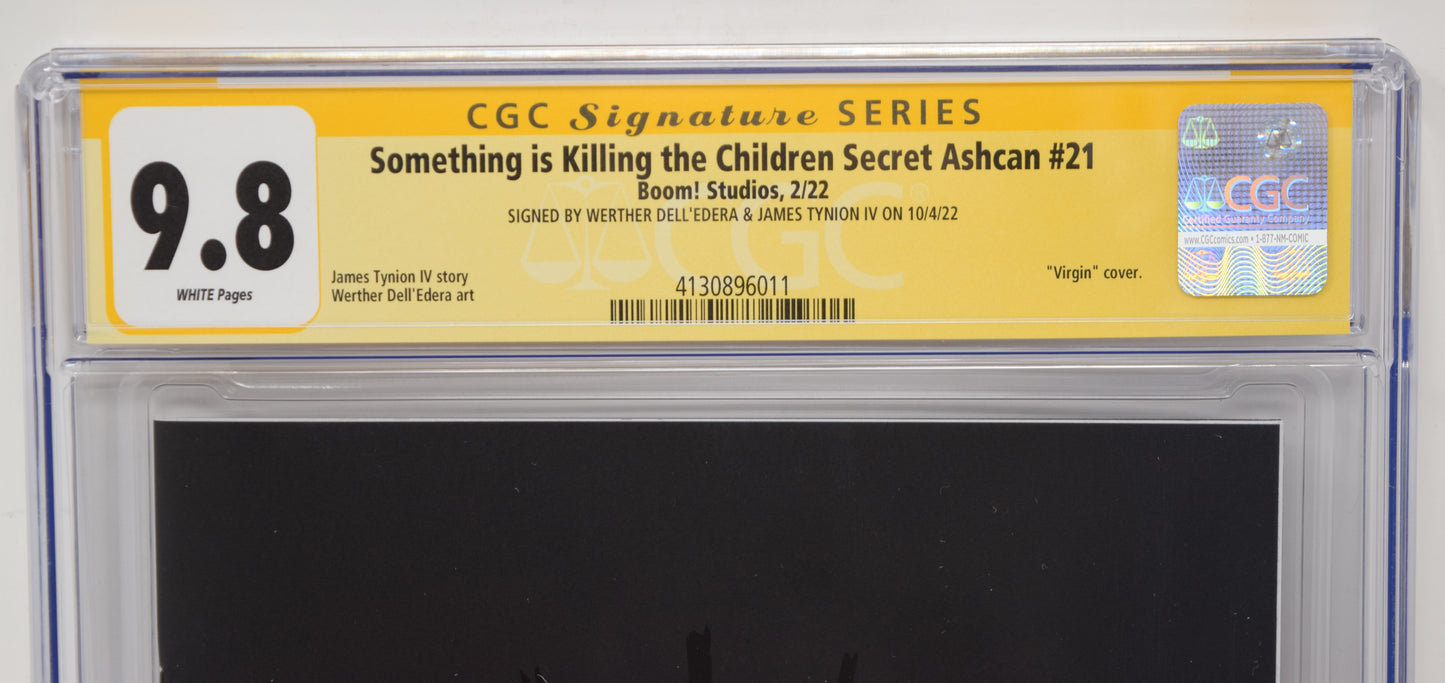 CGC Signature SERIES
9.8
WHITE Pages
Something is Killing the Children Secret Ashcan #21
Boom! Studios, 2/22
SIGNED BY WERTHER DELL'EDERA & JAMES TYNION IV ON 10/4/22
CGC®
James Tynion IV story
Werther Dell'Edera art
4130896011
"Virgin" cover.
CGC
Certified Guaranty Company
www.CGCcomics.com • 1-877-NM-COMIC